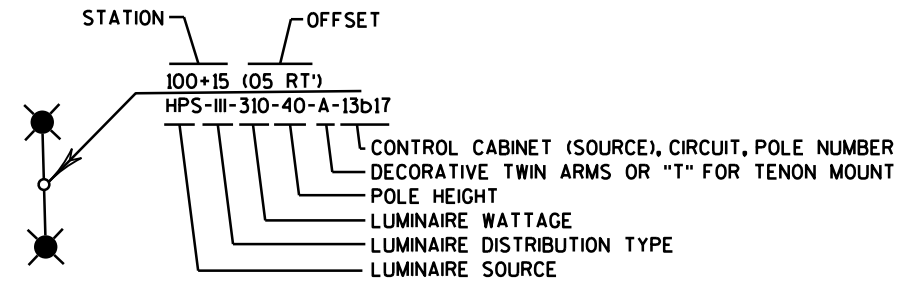 STATION
OFFSET
100+15 (05 RT')
HPS-III-310-40-A-13b17
CONTROL CABINET (SOURCE), CIRCUIT, POLE NUMBER
DECORATIVE TWIN ARMS OR "T" FOR TENON MOUNT
POLE HEIGHT
LUMINAIRE WATTAGE
LUMINAIRE DISTRIBUTION TYPE
LUMINAIRE SOURCE